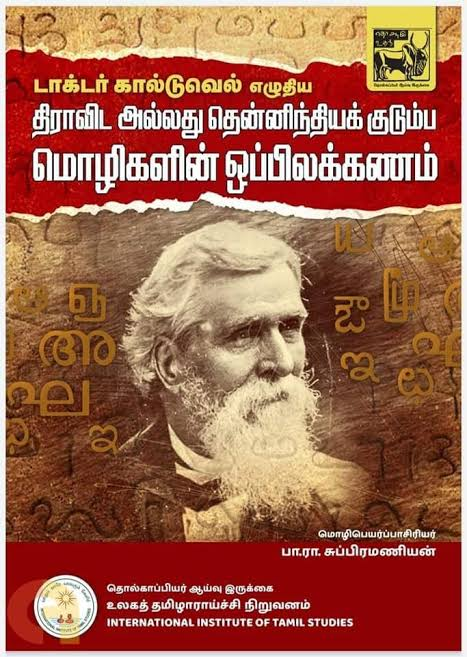 டாக்டர் கால்டுவெல் எழுதிய
திராவிட அல்லது தென்னிந்தியக் குடும்ப
மொழிகளின் ஒப்பிலக்கணம்
மொழிபெயர்ப்பாசிரியர்
பா.ரா. சுப்பிரமணியன்
தொல்காப்பியர் ஆய்வு இருக்கை
உலகத் தமிழாராய்ச்சி நிறுவனம்
INTERNATIONAL INSTITUTE OF TAMIL STUDIES